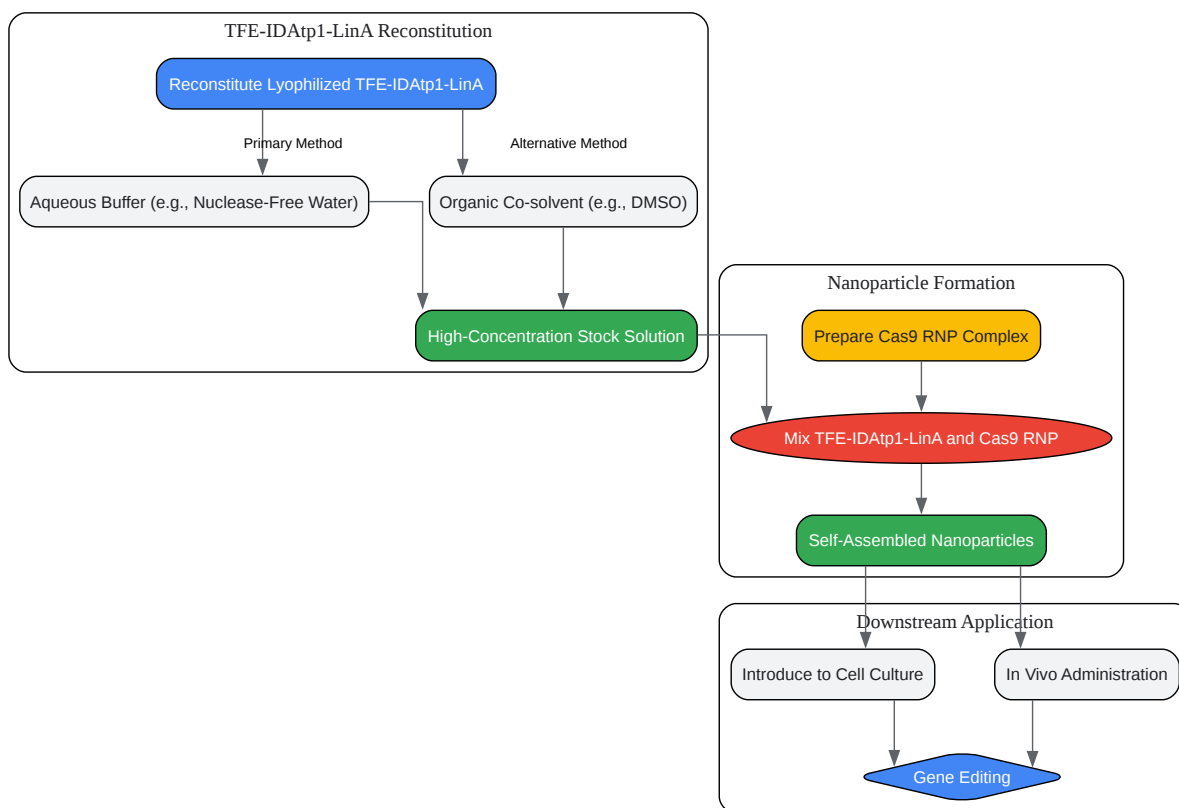 TFE-IDAtp1-LinA Reconstitution
Reconstitute Lyophilized TFE-IDAtp1-LinA
Primary Method
Alternative Method
Aqueous Buffer (e.g., Nuclease-Free Water)
Organic Co-solvent (e.g., DMSO)
High-Concentration Stock Solution
Nanoparticle Formation
Prepare Cas9 RNP Complex
Mix TFE-IDAtp1-LinA and Cas9 RNP
Self-Assembled Nanoparticles
Downstream Application
Introduce to Cell Culture
In Vivo Administration
Gene Editing